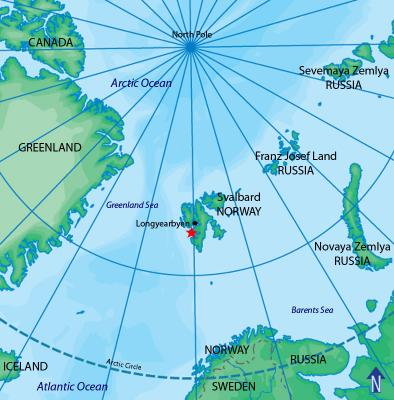 North Pole
CANADA
Arctic Ocean
Severnaya Zemlya
RUSSIA
GREENLAND
Franz Josef Land
RUSSIA
Svalbard
NORWAY
Greenland Sea
Longyearbyen
Novaya Zemlya
RUSSIA
Barents Sea
NORWAY
RUSSIA
Arctic Circle
ICELAND
SWEDEN
Atlantic Ocean
N